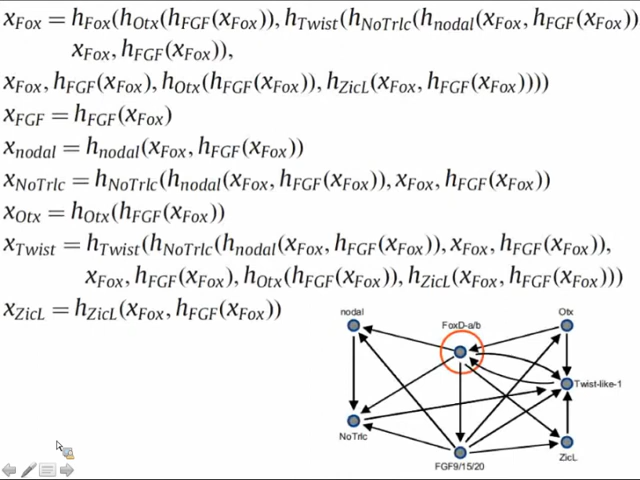 x_Fox = h_Fox(h_Otx(h_FGF(x_Fox)), h_Twist(h_NoTrlc(h_nodal(x_Fox, h_FGF(x_Fox))
x_Fox, h_FGF(x_Fox)),
x_Fox, h_FGF(x_Fox), h_Otx(h_FGF(x_Fox)), h_ZicL(x_Fox, h_FGF(x_Fox))))
x_FGF = h_FGF(x_Fox)
x_nodal = h_nodal(x_Fox, h_FGF(x_Fox))
x_NoTrlc = h_NoTrlc(h_nodal(x_Fox, h_FGF(x_Fox)), x_Fox, h_FGF(x_Fox))
x_Otx = h_Otx(h_FGF(x_Fox))
x_Twist = h_Twist(h_NoTrlc(h_nodal(x_Fox, h_FGF(x_Fox)), x_Fox, h_FGF(x_Fox)),
x_Fox, h_FGF(x_Fox), h_Otx(h_FGF(x_Fox)), h_ZicL(x_Fox, h_FGF(x_Fox)))
x_ZicL = h_ZicL(x_Fox, h_FGF(x_Fox))
nodal
Otx
FoxD-a/b
Twist-like-1
NoTrlc
ZicL
FGF9/15/20